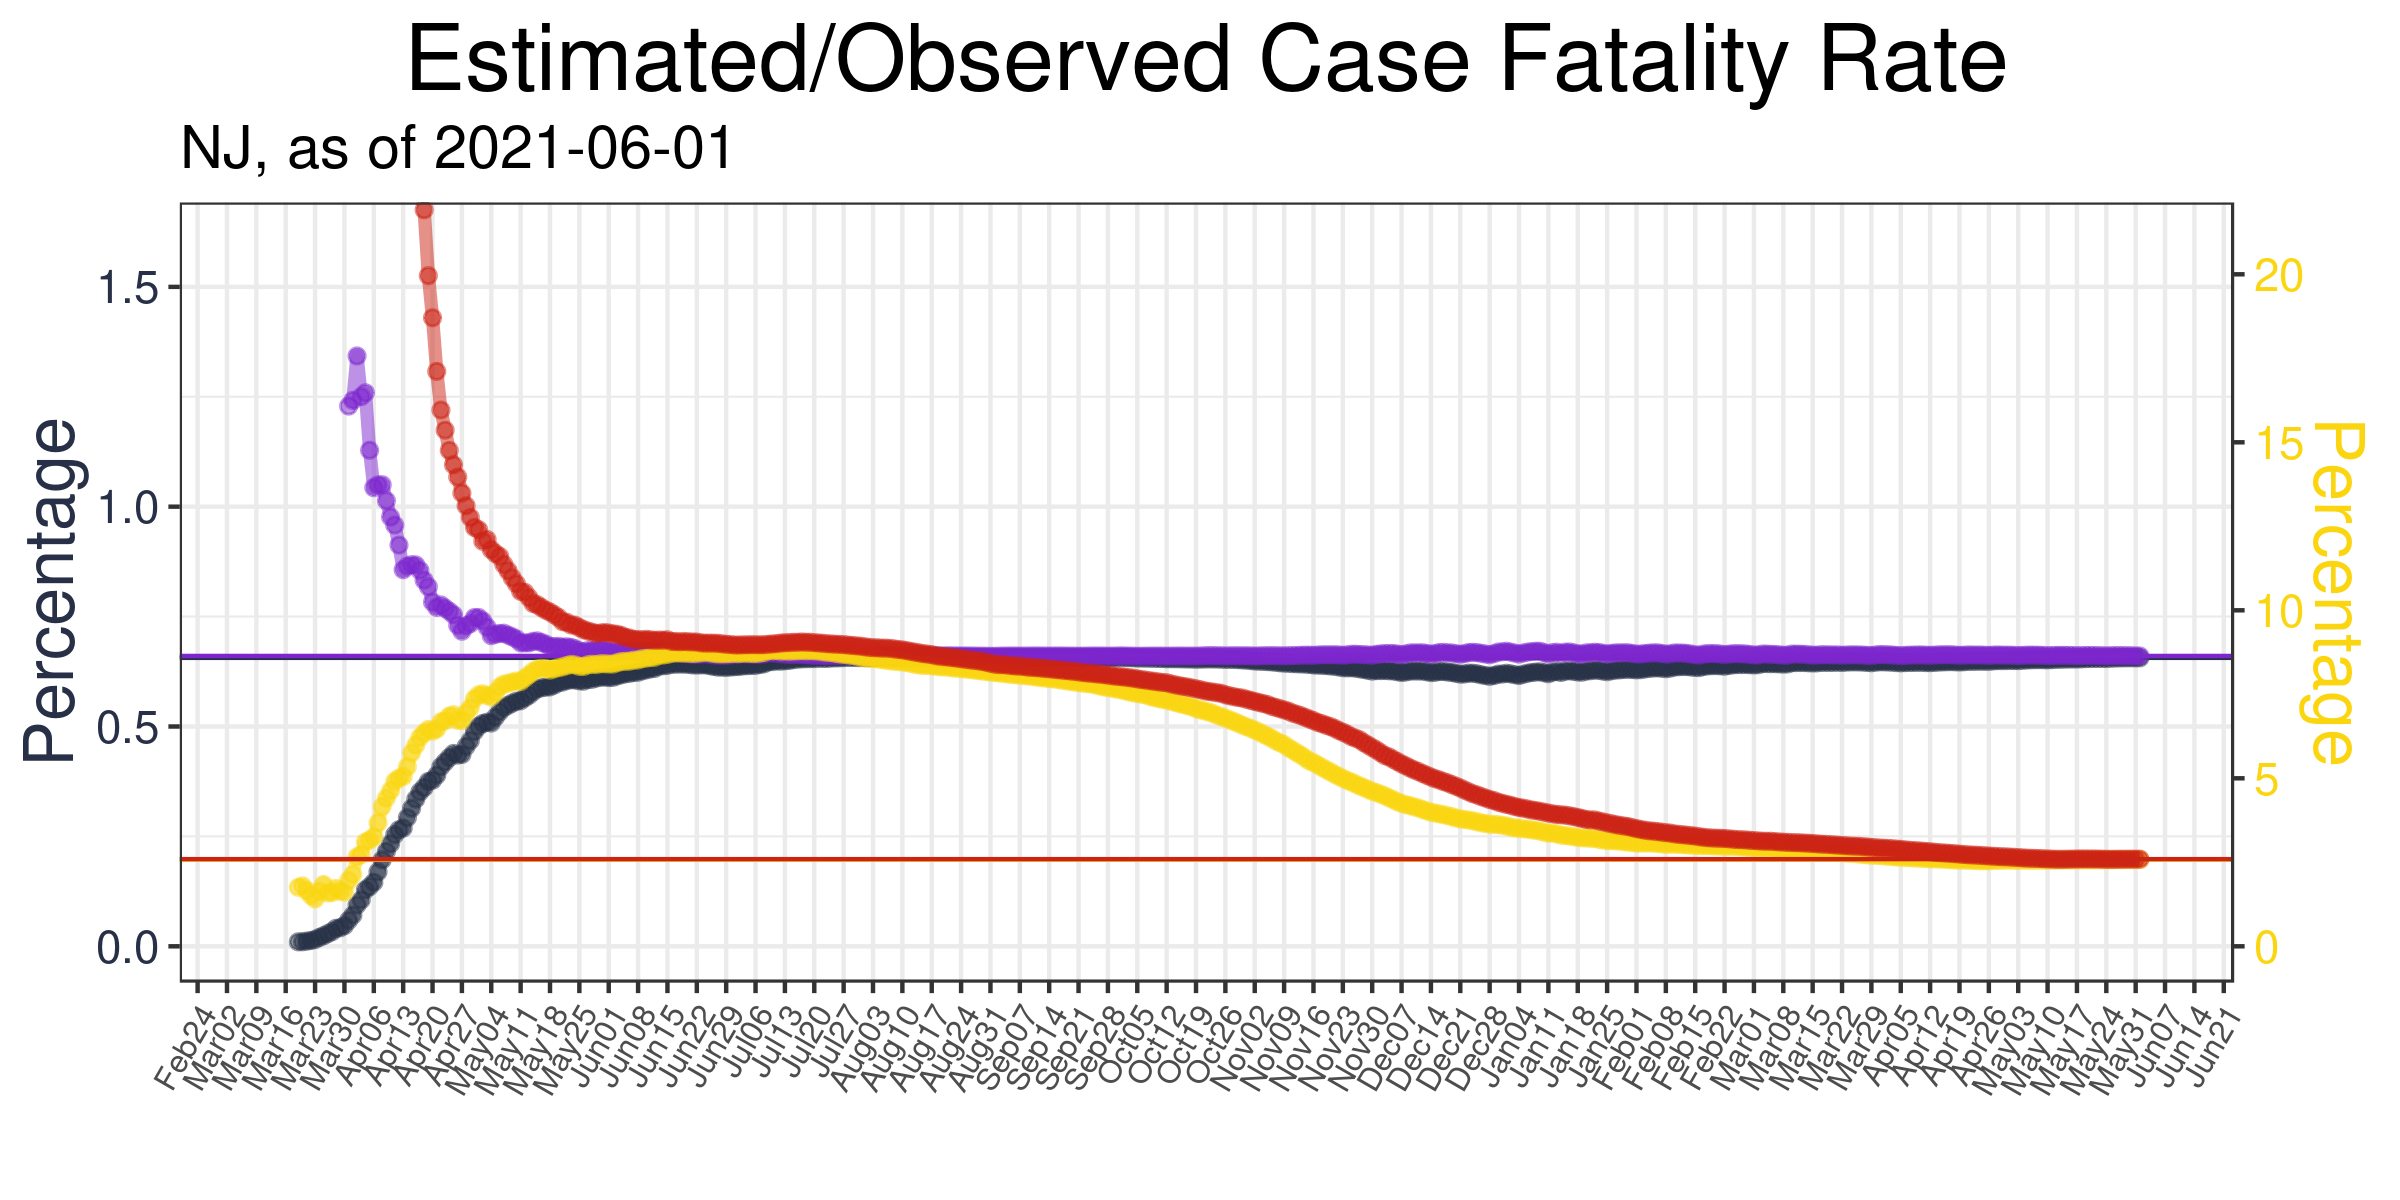 Estimated/Observed Case Fatality Rate
NJ, as of 2021-06-01
Percentage
1.5
1.0
0.5
0.0
20
15
10
5
0
Percentage
Feb24
Mar02
Mar09
Mar16
Mar23
Mar30
Apr06
Apr13
Apr20
Apr27
May04
May11
May18
May25
Jun01
Jun08
Jun15
Jun22
Jun29
Jul06
Jul13
Jul20
Jul27
Aug03
Aug10
Aug17
Aug24
Aug31
Sep07
Sep14
Sep21
Sep28
Oct05
Oct12
Oct19
Oct26
Nov02
Nov09
Nov16
Nov23
Nov30
Dec07
Dec14
Dec21
Dec28
Jan04
Jan11
Jan18
Jan25
Feb01
Feb08
Feb15
Feb22
Mar01
Mar08
Mar15
Mar22
Mar29
Apr05
Apr12
Apr19
Apr26
May03
May10
May17
May24
May31
Jun07
Jun14
Jun21